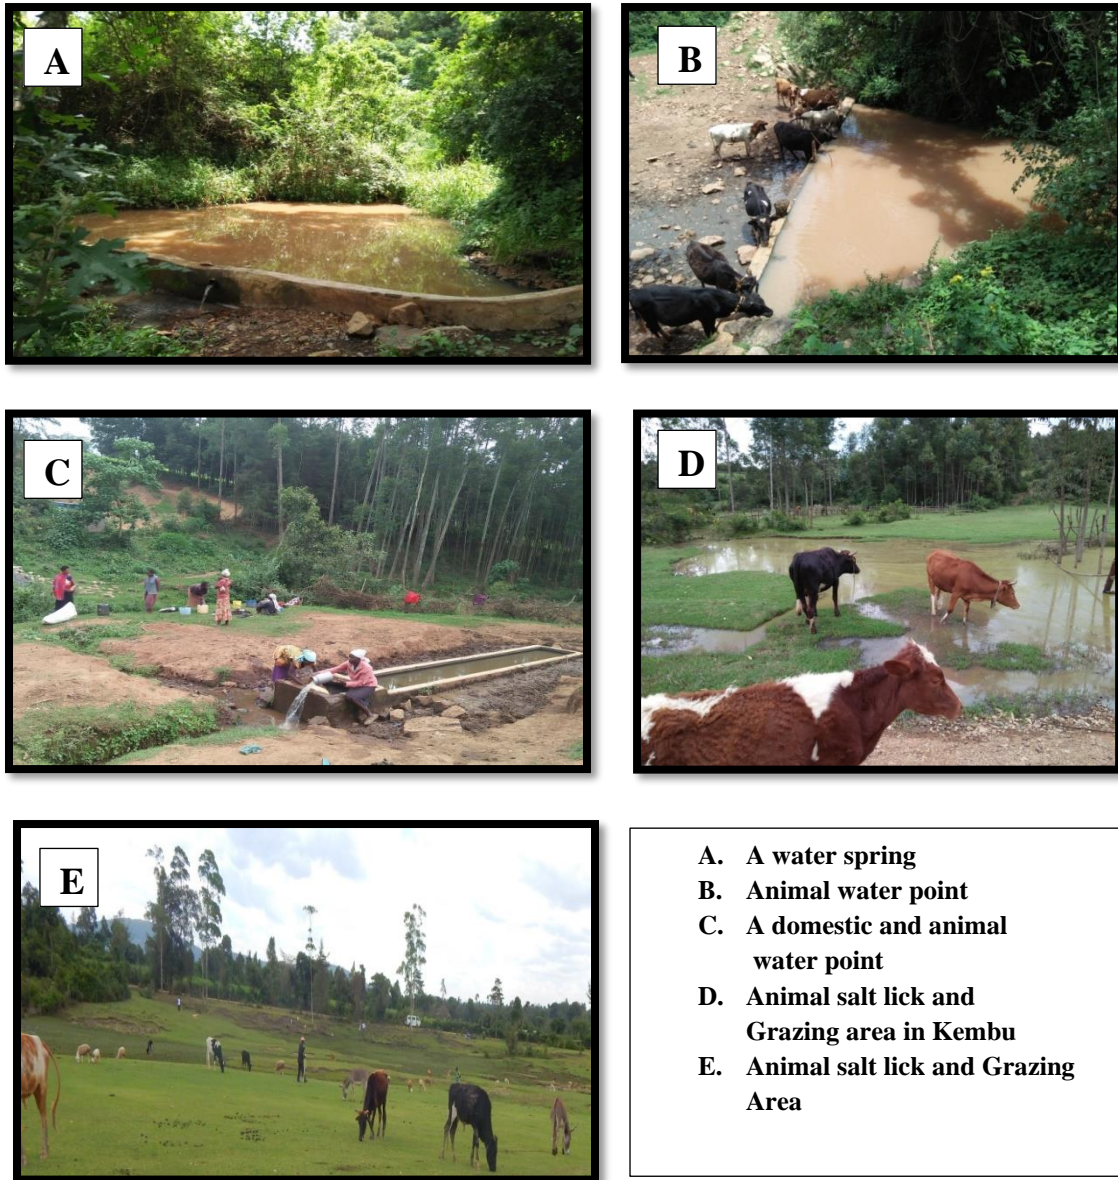 A
B
C
D
E
A. A water spring
B. Animal water point
C. A domestic and animal
water point
D. Animal salt lick and
Grazing area in Kembu
E. Animal salt lick and Grazing
Area